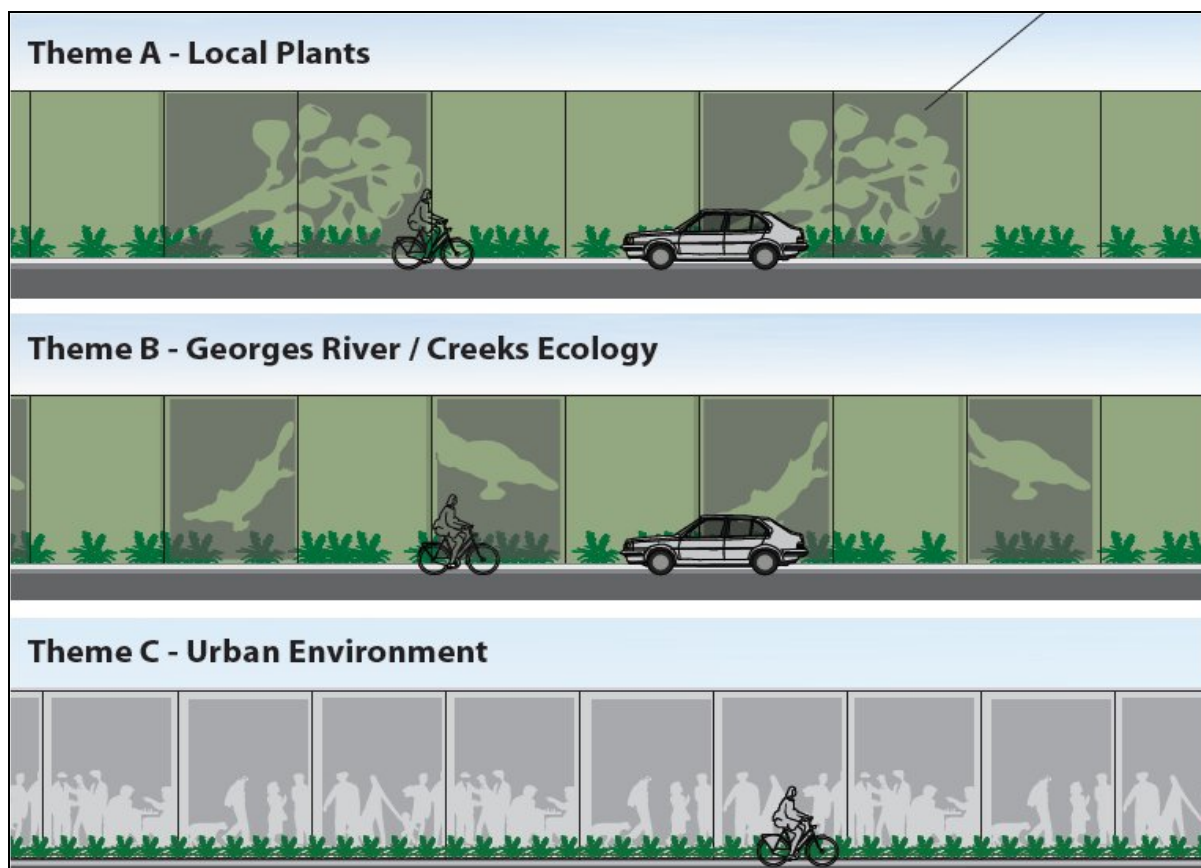 Theme A - Local Plants
Theme B - Georges River / Creeks Ecology
Theme C - Urban Environment